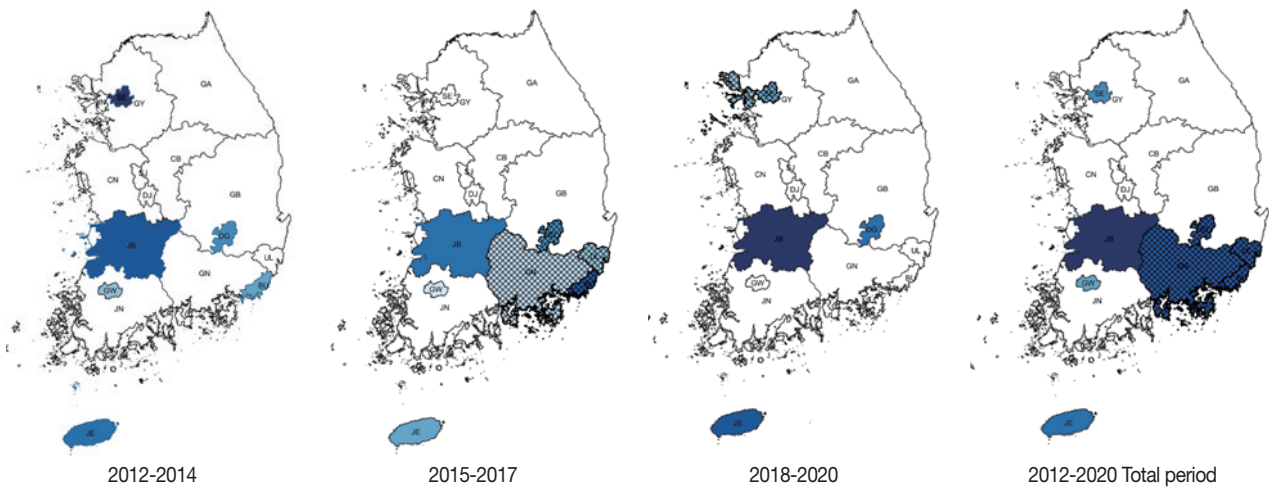 GA
SE
GY
CB
CN
DJ
GB
JB
DG
UL
GN
BU
GW
JN
JE
2012-2014
GA
SE
GY
CB
CN
DJ
GB
JB
GW
JN
JE
2015-2017
GA
GY
CB
CN
DJ
GB
JB
DG
UL
GN
BU
GW
JN
JE
2018-2020
GA
SE
GY
CB
CN
DJ
GB
JB
GN
GW
JN
JE
2012-2020 Total period